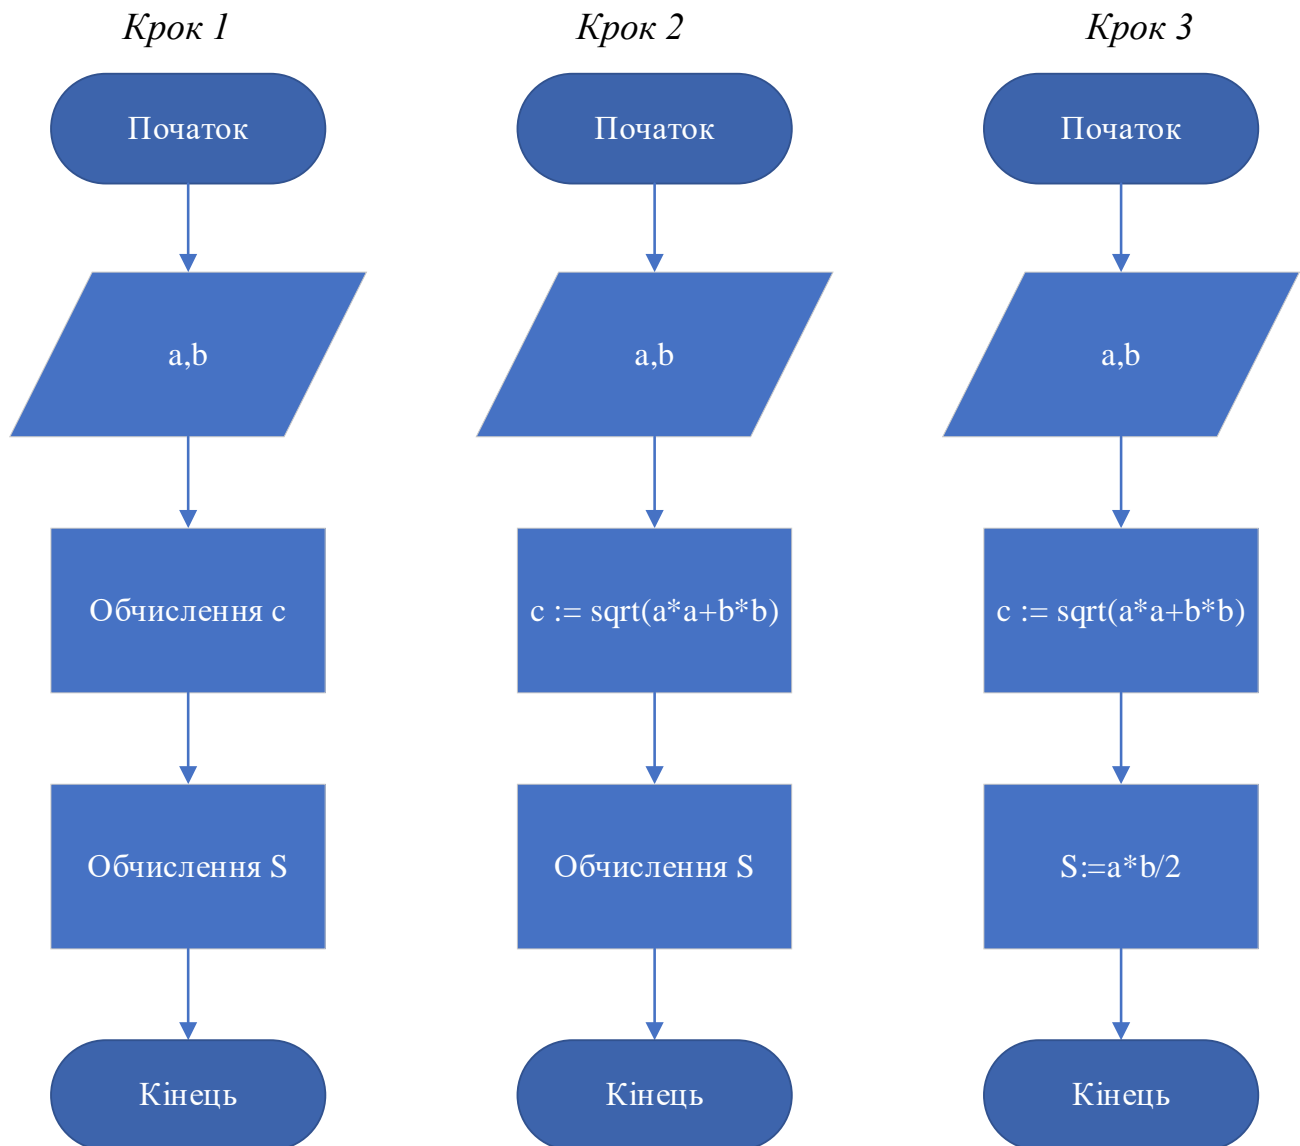 Крок 1
Початок
a,b
Обчислення c
Обчислення S
Кінець
Крок 2
Початок
a,b
c := sqrt(a*a+b*b)
Обчислення S
Кінець
Крок 3
Початок
a,b
c := sqrt(a*a+b*b)
S:=a*b/2
Кінець